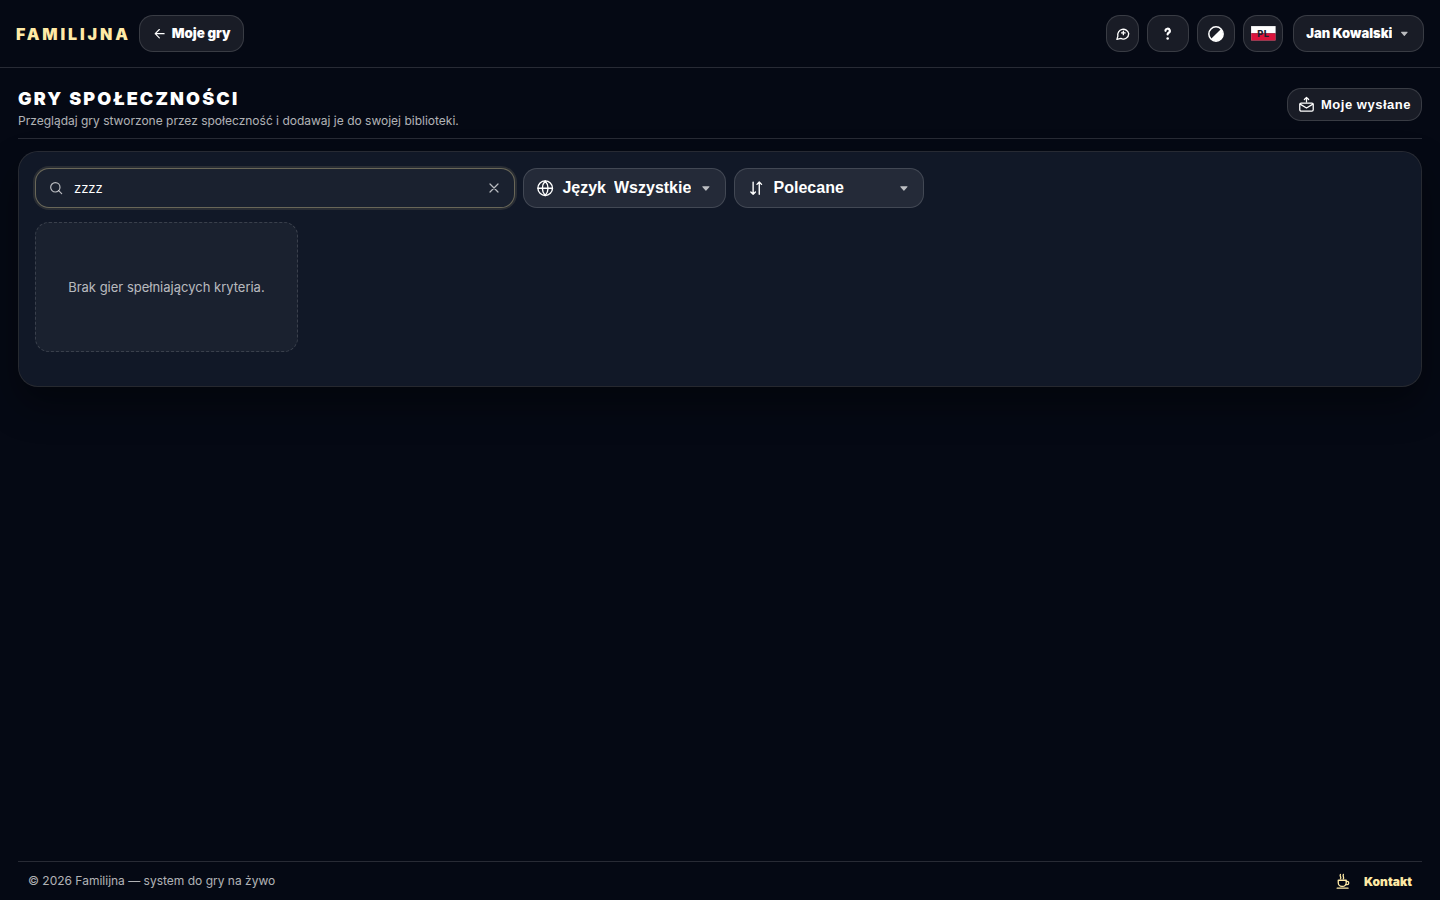 FAMILIJNA
Moje gry
?
PL
Jan Kowalski
GRY SPOŁECZNOŚCI
Przeglądaj gry stworzone przez społeczność i dodawaj je do swojej biblioteki.
Moje wysłane
zzzz
Język Wszystkie
Polecane
Brak gier spełniających kryteria.
© 2026 Familijna — system do gry na żywo
Kontakt